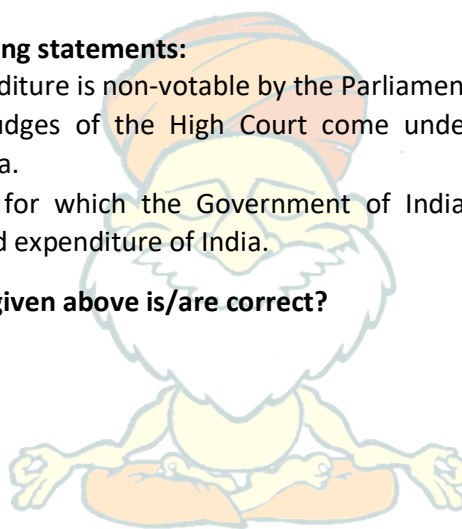 ng statements:
diture is non-votable by the Parliamen
udges of the High Court come unde
a.
for which the Government of India
d expenditure of India.
given above is/are correct?